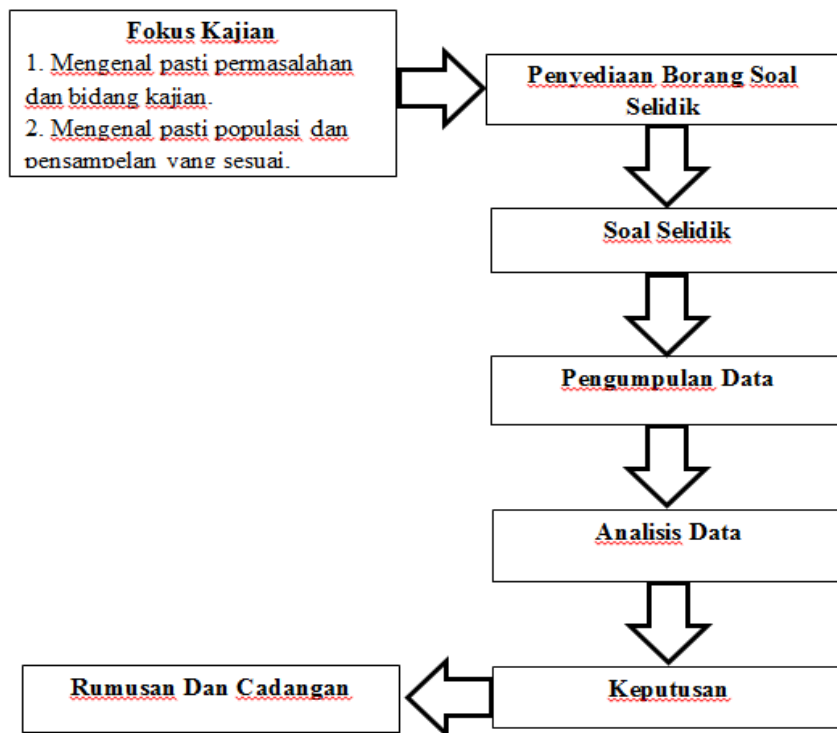 Fokus Kajian
1. Mengenal pasti permasalahan
dan bidang kajian.
2. Mengenal pasti populasi dan
pensampelan yang sesuai.
Penyediaan Borang Soal
Selidik
Soal Selidik
Pengumpulan Data
Analisis Data
Keputusan
Rumusan Dan Cadangan